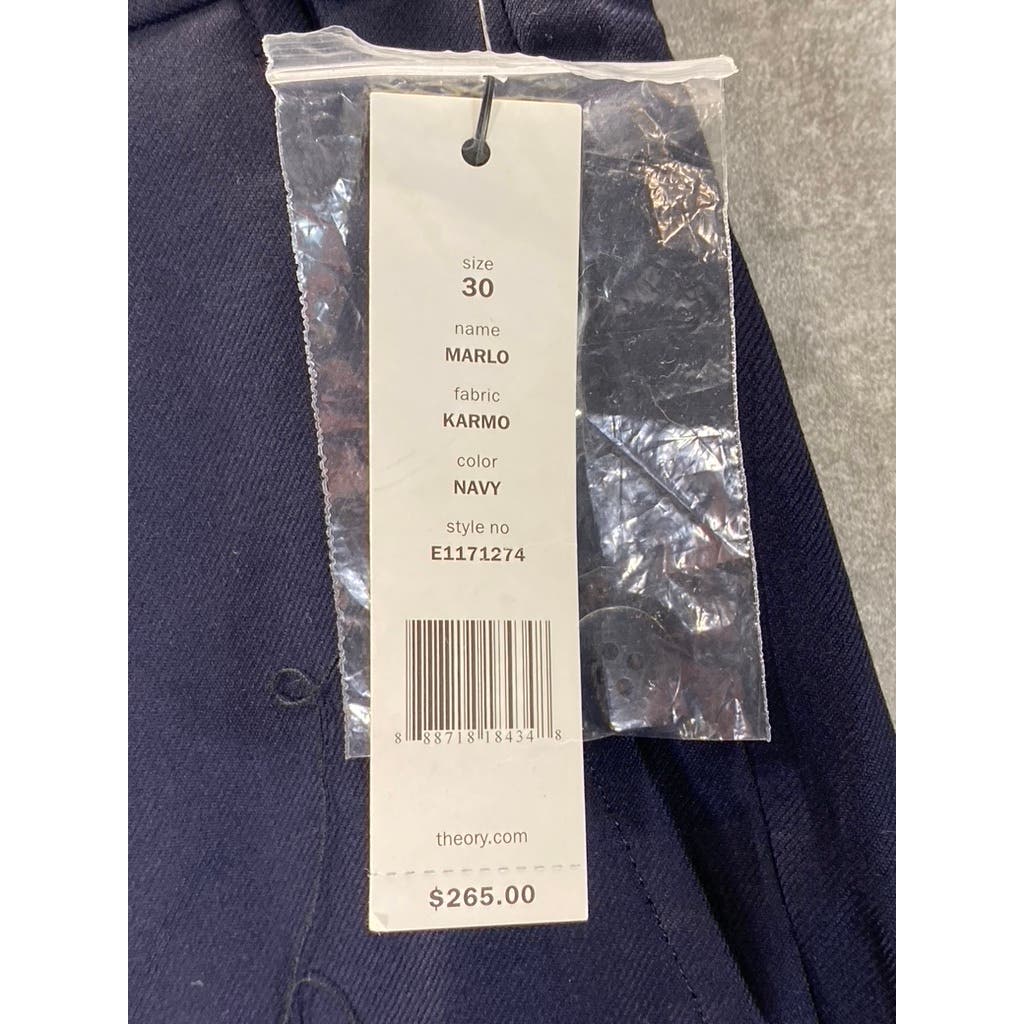 size
30
name
MARLO
fabric
KARMO
color
NAVY
style no
E1171274
8 88718 18434 8
theory.com
$265.00